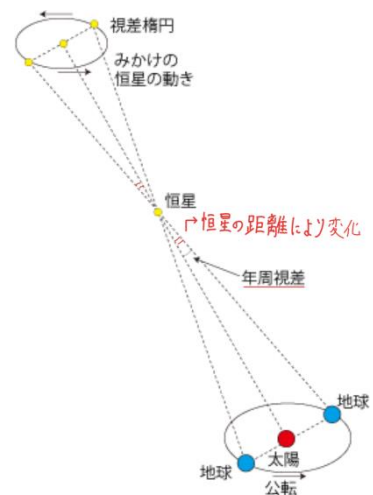 視差楕円
みかけの
恒星の動き
恒星
恒星の距離により変化
年周視差
地球
太陽
地球
公転